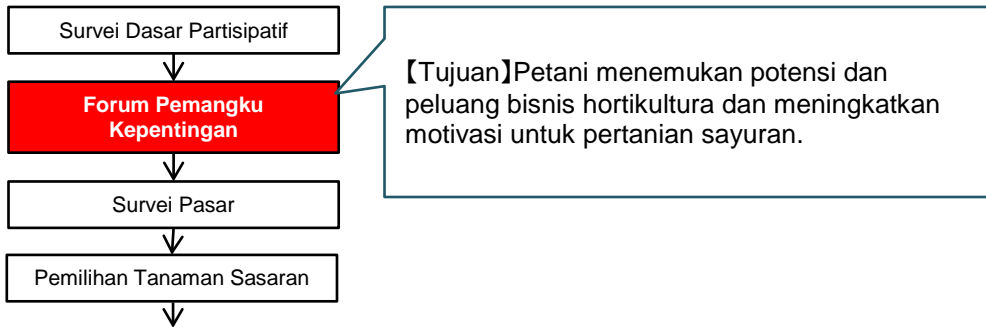 Survei Dasar Partisipatif
Forum Pemangku
Kepentingan
【Tujuan】Petani menemukan potensi dan
peluang bisnis hortikultura dan meningkatkan
motivasi untuk pertanian sayuran.
Survei Pasar
Pemilihan Tanaman Sasaran